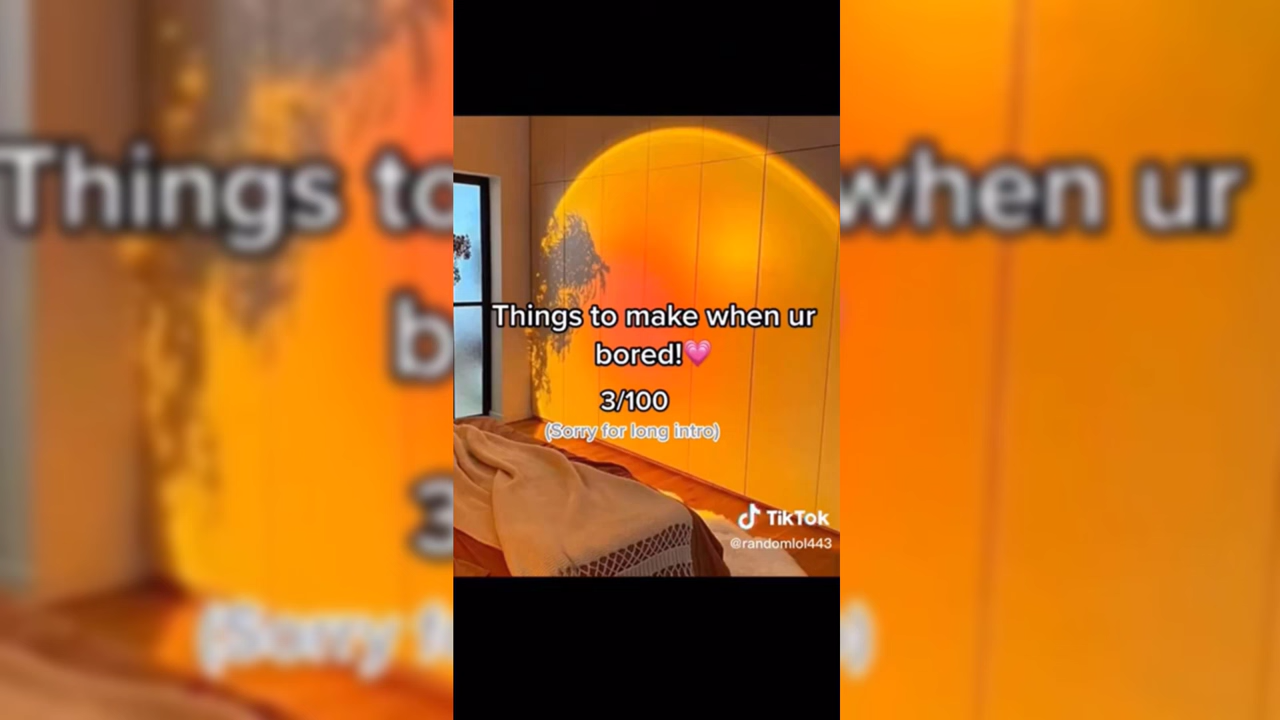 Things to make when ur
bored!💗
3/100
(Sorry for long intro)
TikTok
@randomlol443